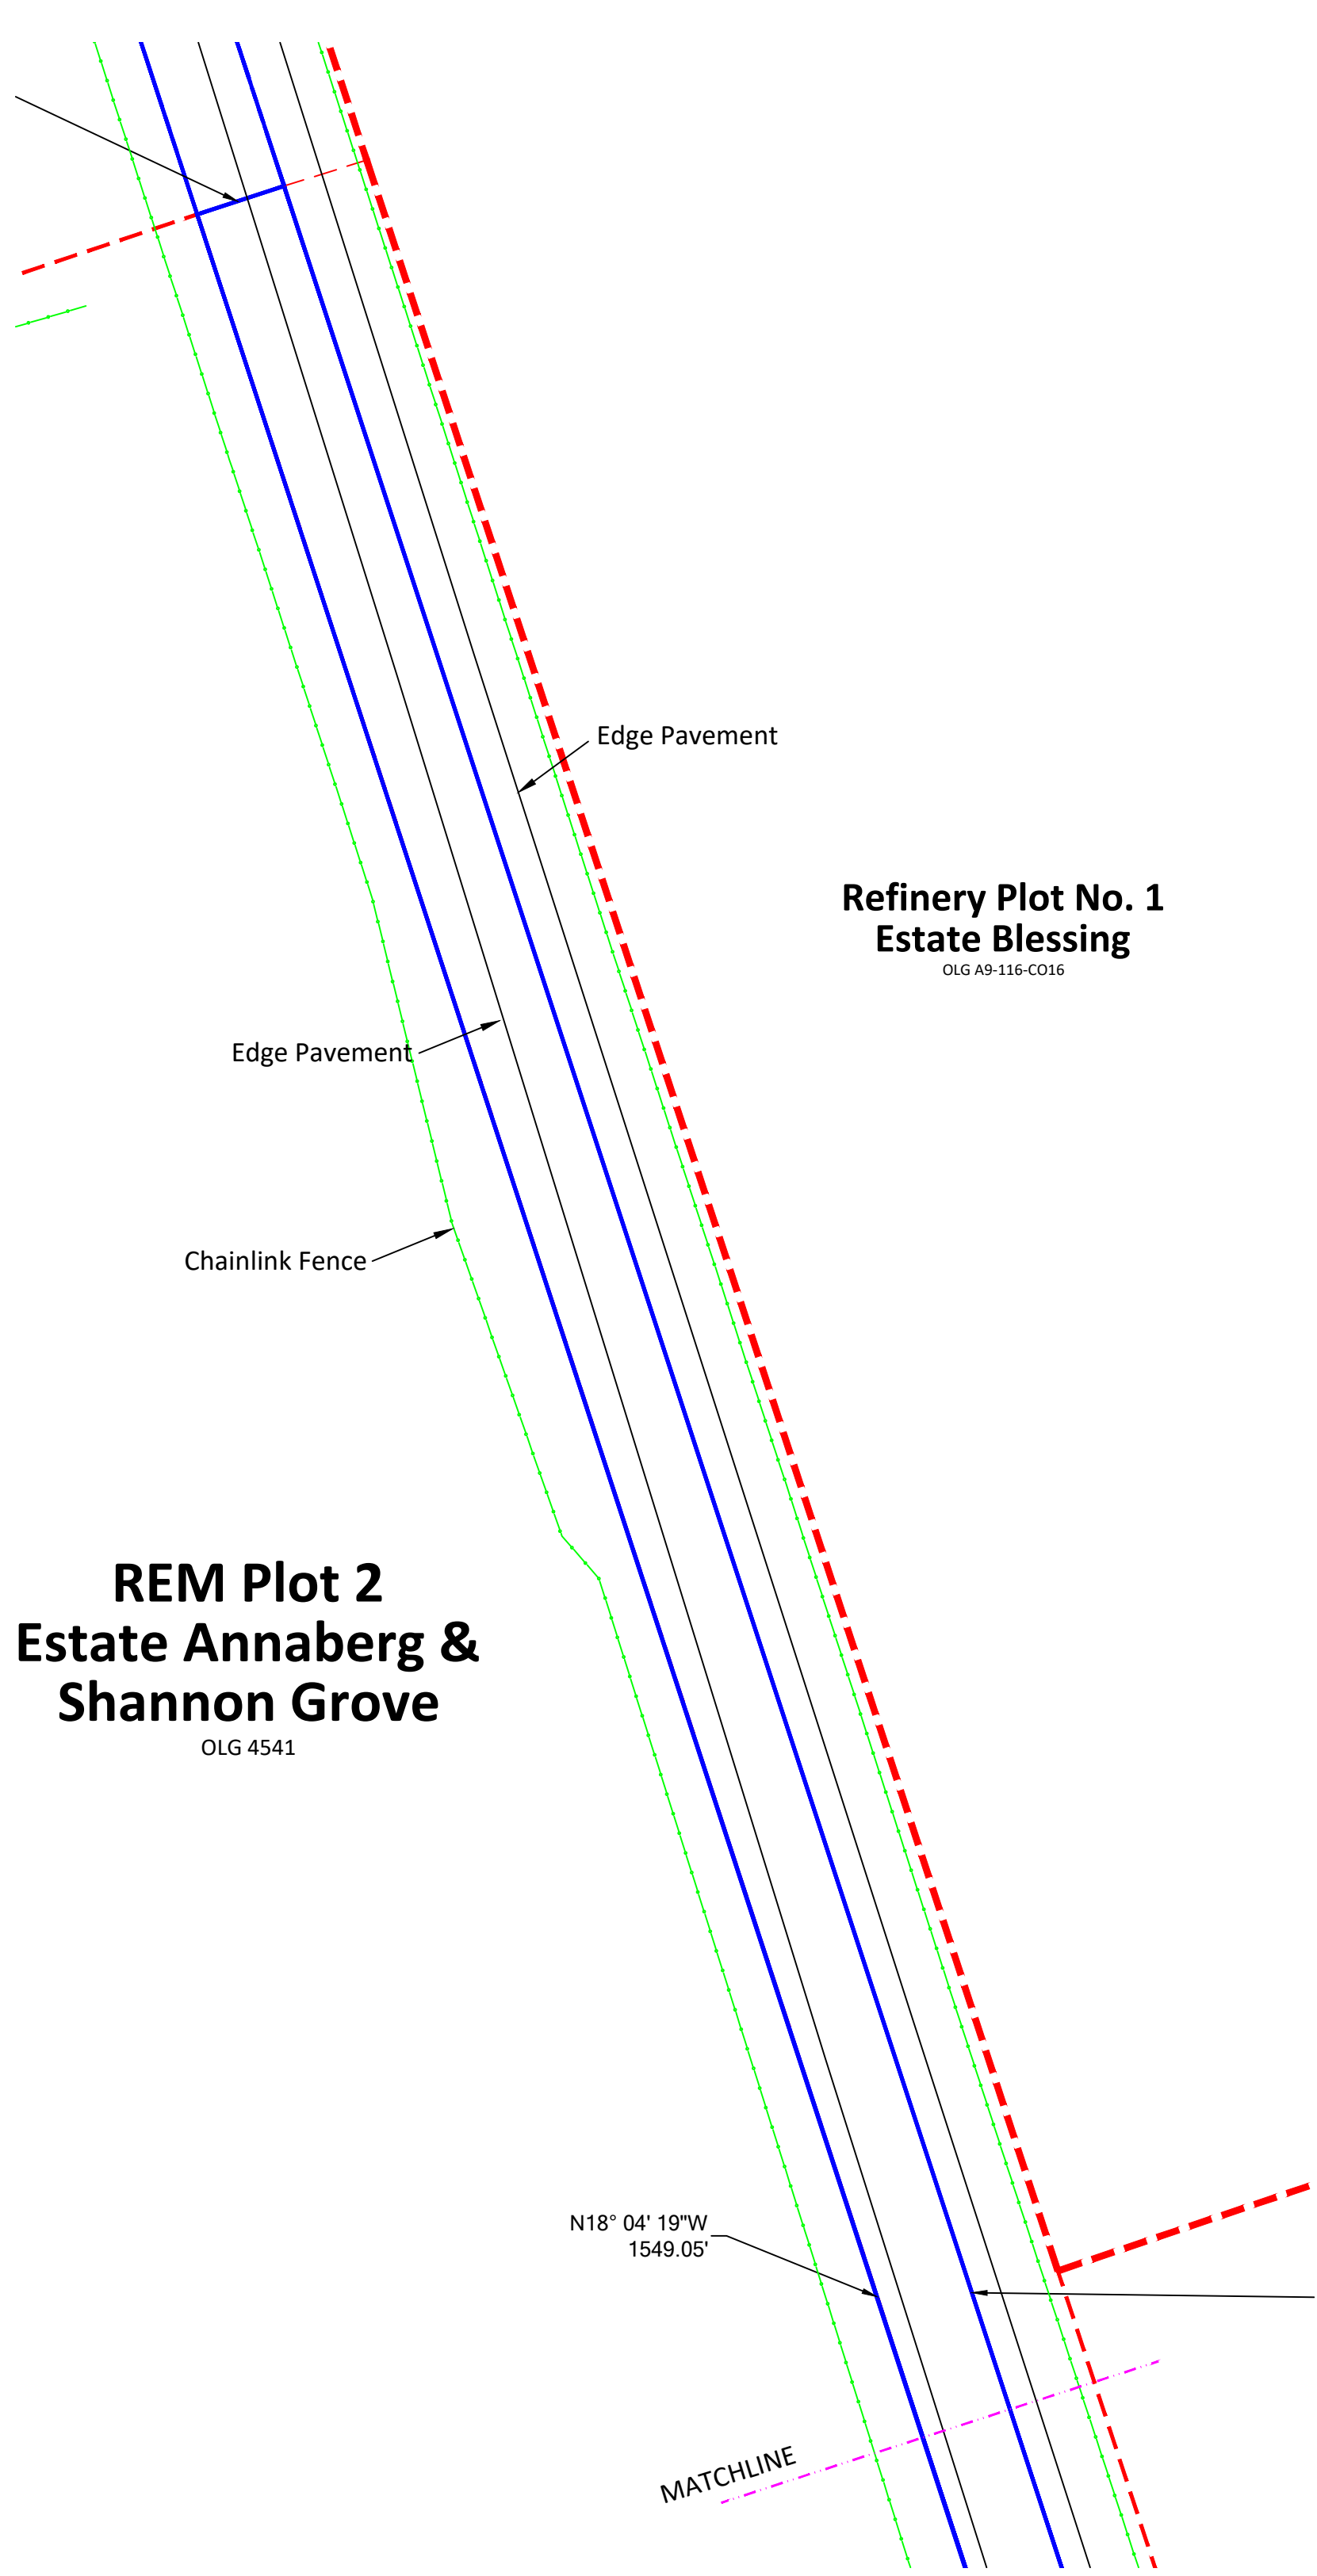 Edge Pavement
Refinery Plot No. 1
Estate Blessing
OLG A9-116-CO16
Edge Pavement
Chainlink Fence
REM Plot 2
Estate Annaberg &
Shannon Grove
OLG 4541
N18° 04' 19"W
1549.05'
MATCHLINE